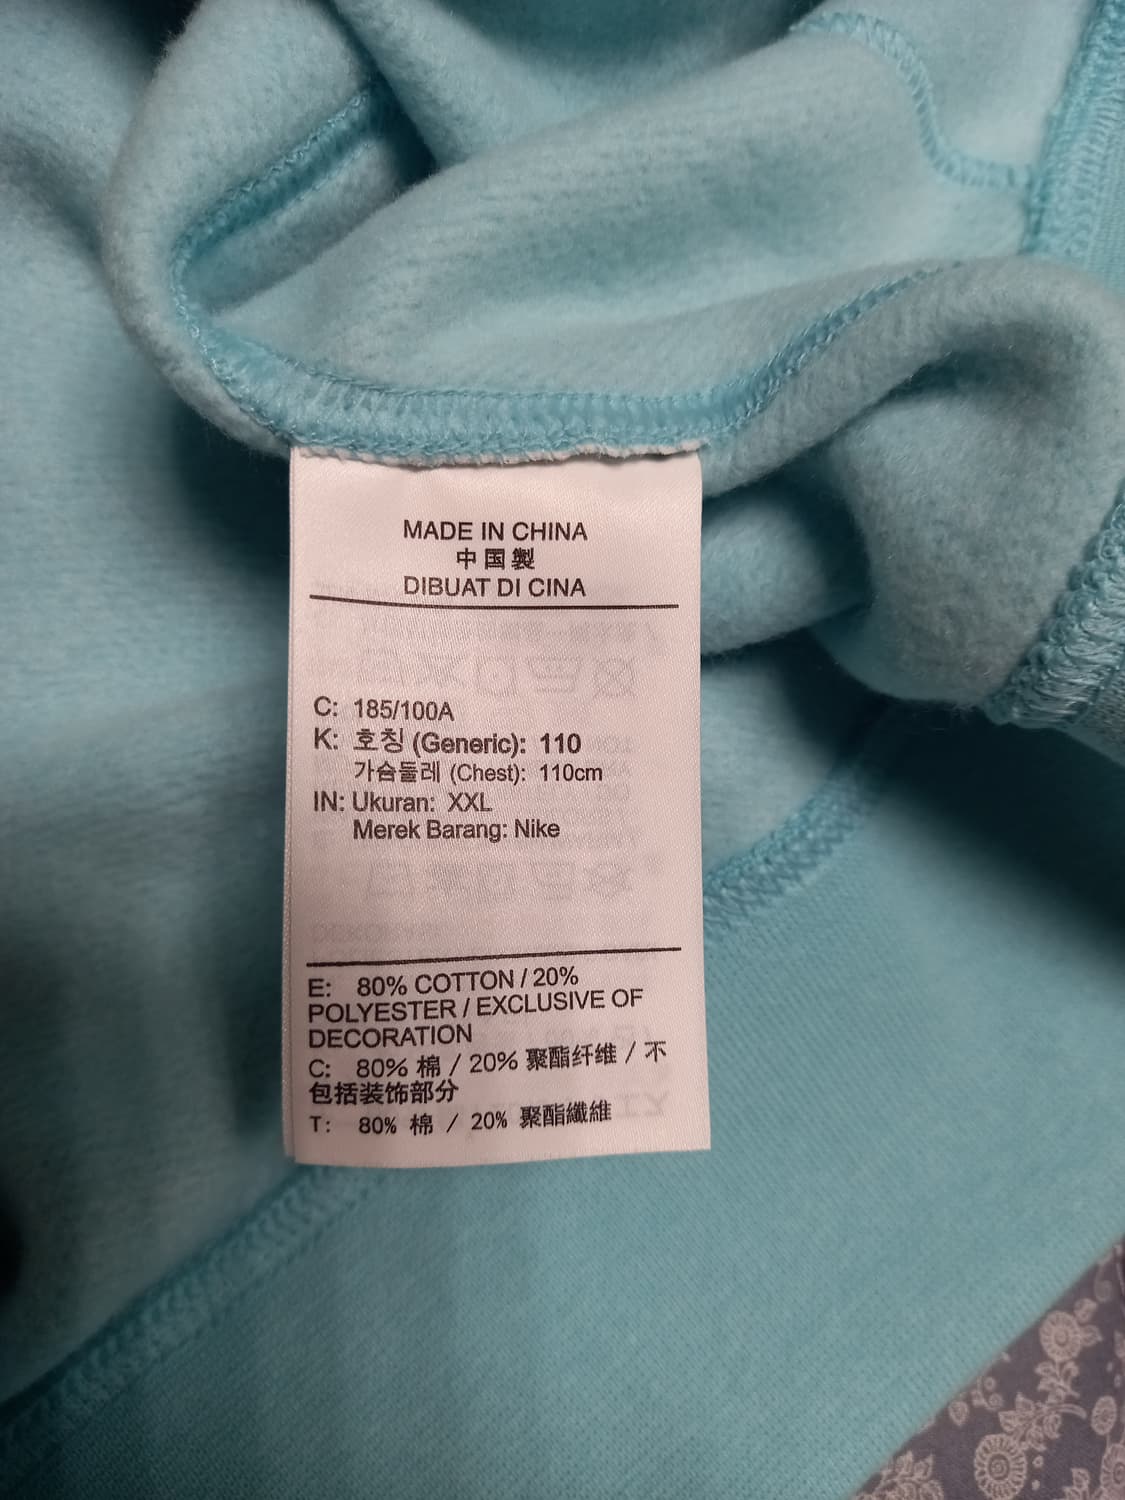 MADE IN CHINA
中国製
DIBUAT DI CINA
C: 185/100A
K: 호칭 (Generic): 110
가슴둘레 (Chest): 110cm
IN: Ukuran: XXL
Merek Barang: Nike
E: 80% COTTON / 20%
POLYESTER / EXCLUSIVE OF
DECORATION
C: 80% 棉 / 20% 聚酯纤维 / 不
包括装饰部分
T: 80% 棉 / 20% 聚酯纖維